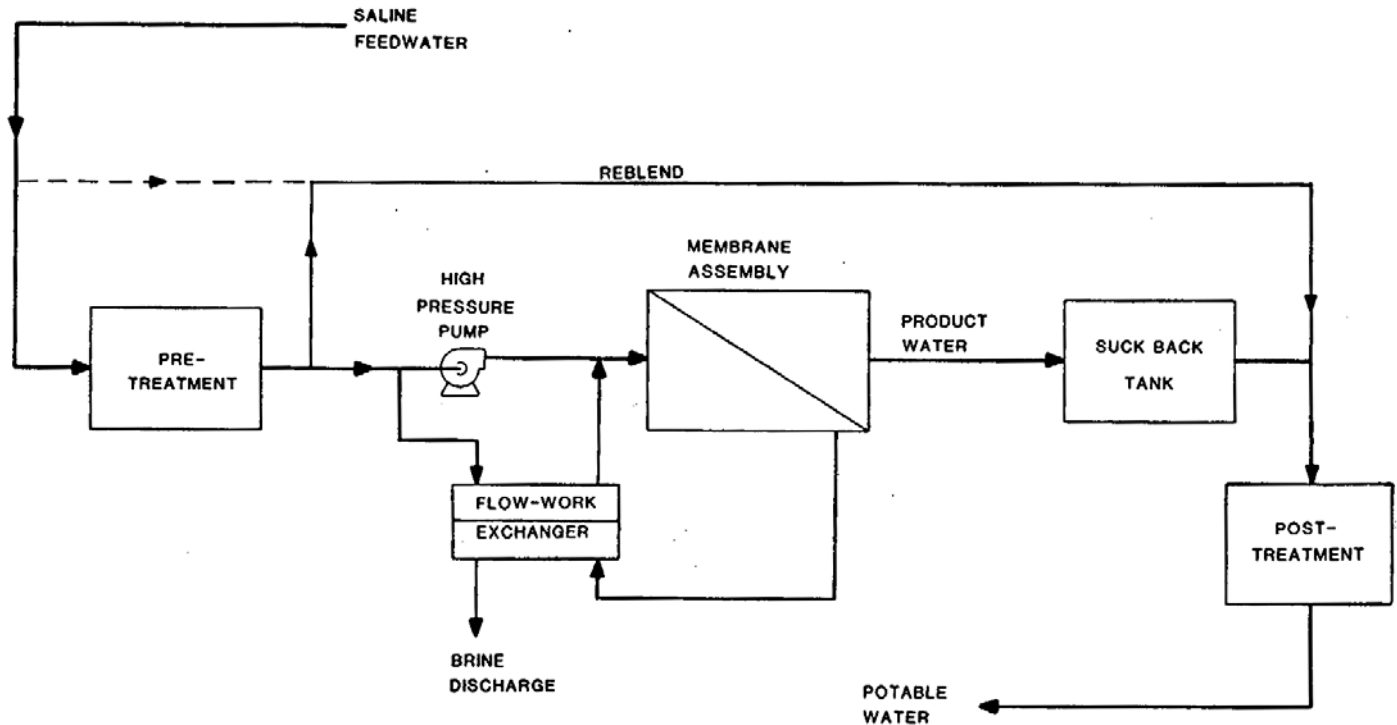 SALINE
FEEDWATER
REBLEND
MEMBRANE
ASSEMBLY
HIGH
PRESSURE
PUMP
PRE-
TREATMENT
PRODUCT
WATER
SUCK BACK
TANK
FLOW-WORK
EXCHANGER
POST-
TREATMENT
BRINE
DISCHARGE
POTABLE
WATER